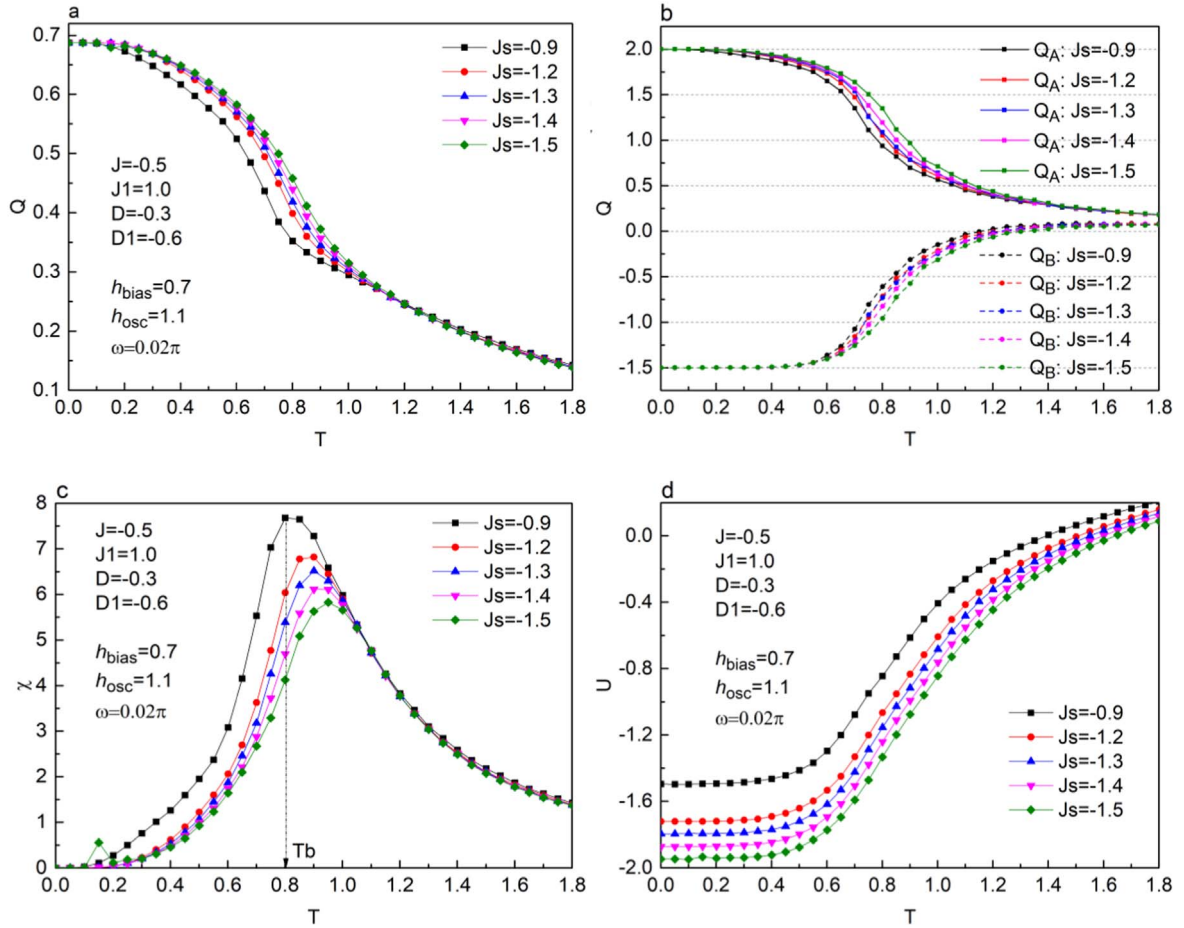 a
Q
0.7
0.6
0.5
0.4
0.3
0.2
0.1
Js=-0.9
Js=-1.2
Js=-1.3
Js=-1.4
Js=-1.5
J=-0.5
J1=1.0
D=-0.3
D1=-0.6
hbias=0.7
hosc=1.1
ω=0.02π
0.0 0.2 0.4 0.6 0.8 1.0 1.2 1.4 1.6 1.8
T
b
Q
2.0
1.5
1.0
0.5
0.0
-0.5
-1.0
-1.5
QA: Js=-0.9
QA: Js=-1.2
QA: Js=-1.3
QA: Js=-1.4
QA: Js=-1.5
QB: Js=-0.9
QB: Js=-1.2
QB: Js=-1.3
QB: Js=-1.4
QB: Js=-1.5
0.0 0.2 0.4 0.6 0.8 1.0 1.2 1.4 1.6 1.8
T
c
χ
8
7
6
5
4
3
2
1
0
J=-0.5
J1=1.0
D=-0.3
D1=-0.6
hbias=0.7
hosc=1.1
ω=0.02π
Js=-0.9
Js=-1.2
Js=-1.3
Js=-1.4
Js=-1.5
Tb
0.0 0.2 0.4 0.6 0.8 1.0 1.2 1.4 1.6 1.8
T
d
U
0.0
-0.4
-0.8
-1.2
-1.6
-2.0
J=-0.5
J1=1.0
D=-0.3
D1=-0.6
hbias=0.7
hosc=1.1
ω=0.02π
Js=-0.9
Js=-1.2
Js=-1.3
Js=-1.4
Js=-1.5
0.0 0.2 0.4 0.6 0.8 1.0 1.2 1.4 1.6 1.8
T